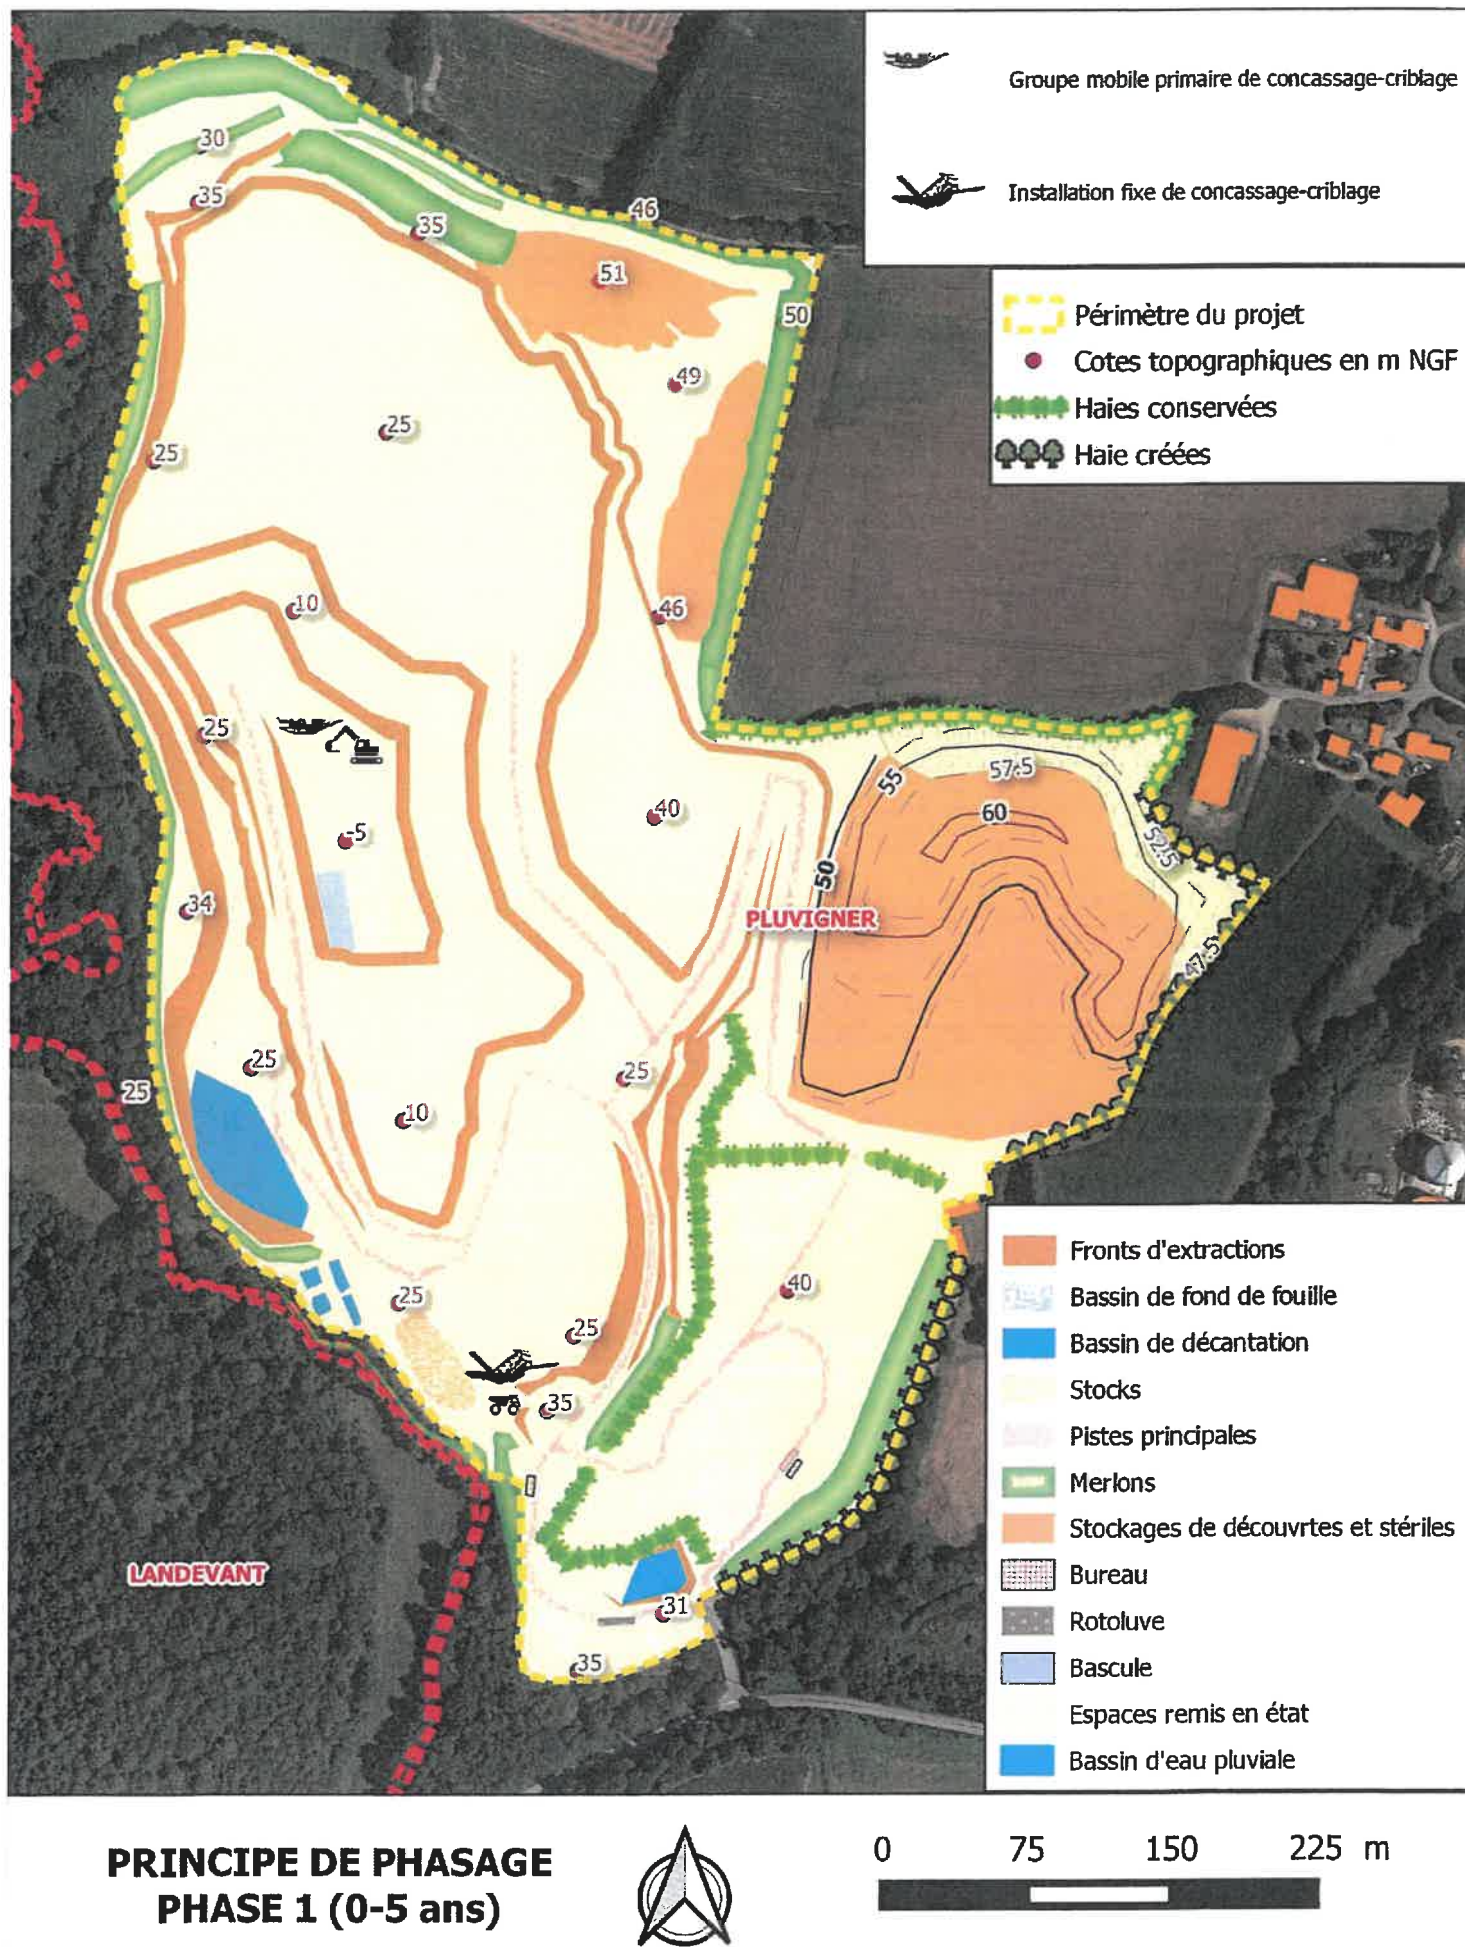 Groupe mobile primaire de concassage-criblage
Installation fixe de concassage-criblage
Périmètre du projet
Cotes topographiques en m NGF
Haies conservées
Haie créées
30
35
35
46
51
50
49
25
25
46
10
25
-5
40
34
55
57.5
60
52.5
50
47.5
PLUVIGNER
25
25
25
10
40
25
25
35
31
35
LANDEVANT
Fronts d'extractions
Bassin de fond de fouille
Bassin de décantation
Stocks
Pistes principales
Merlons
Stockages de découvrtes et stériles
Bureau
Rotoluve
Bascule
Espaces remis en état
Bassin d'eau pluviale
PRINCIPE DE PHASAGE
PHASE 1 (0-5 ans)
0 75 150 225 m